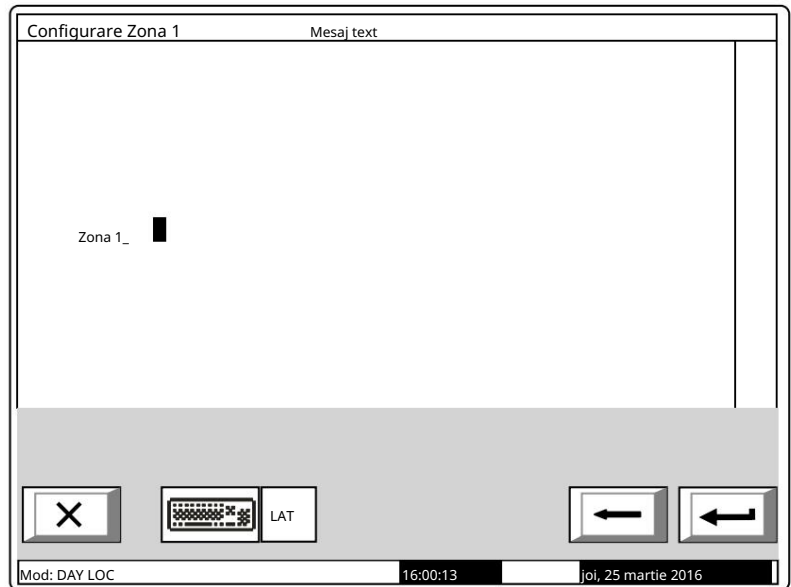 Configurare Zona 1 Mesaj text
Zona 1_
LAT
Mod: DAY LOC 16:00:13 joi, 25 martie 2016